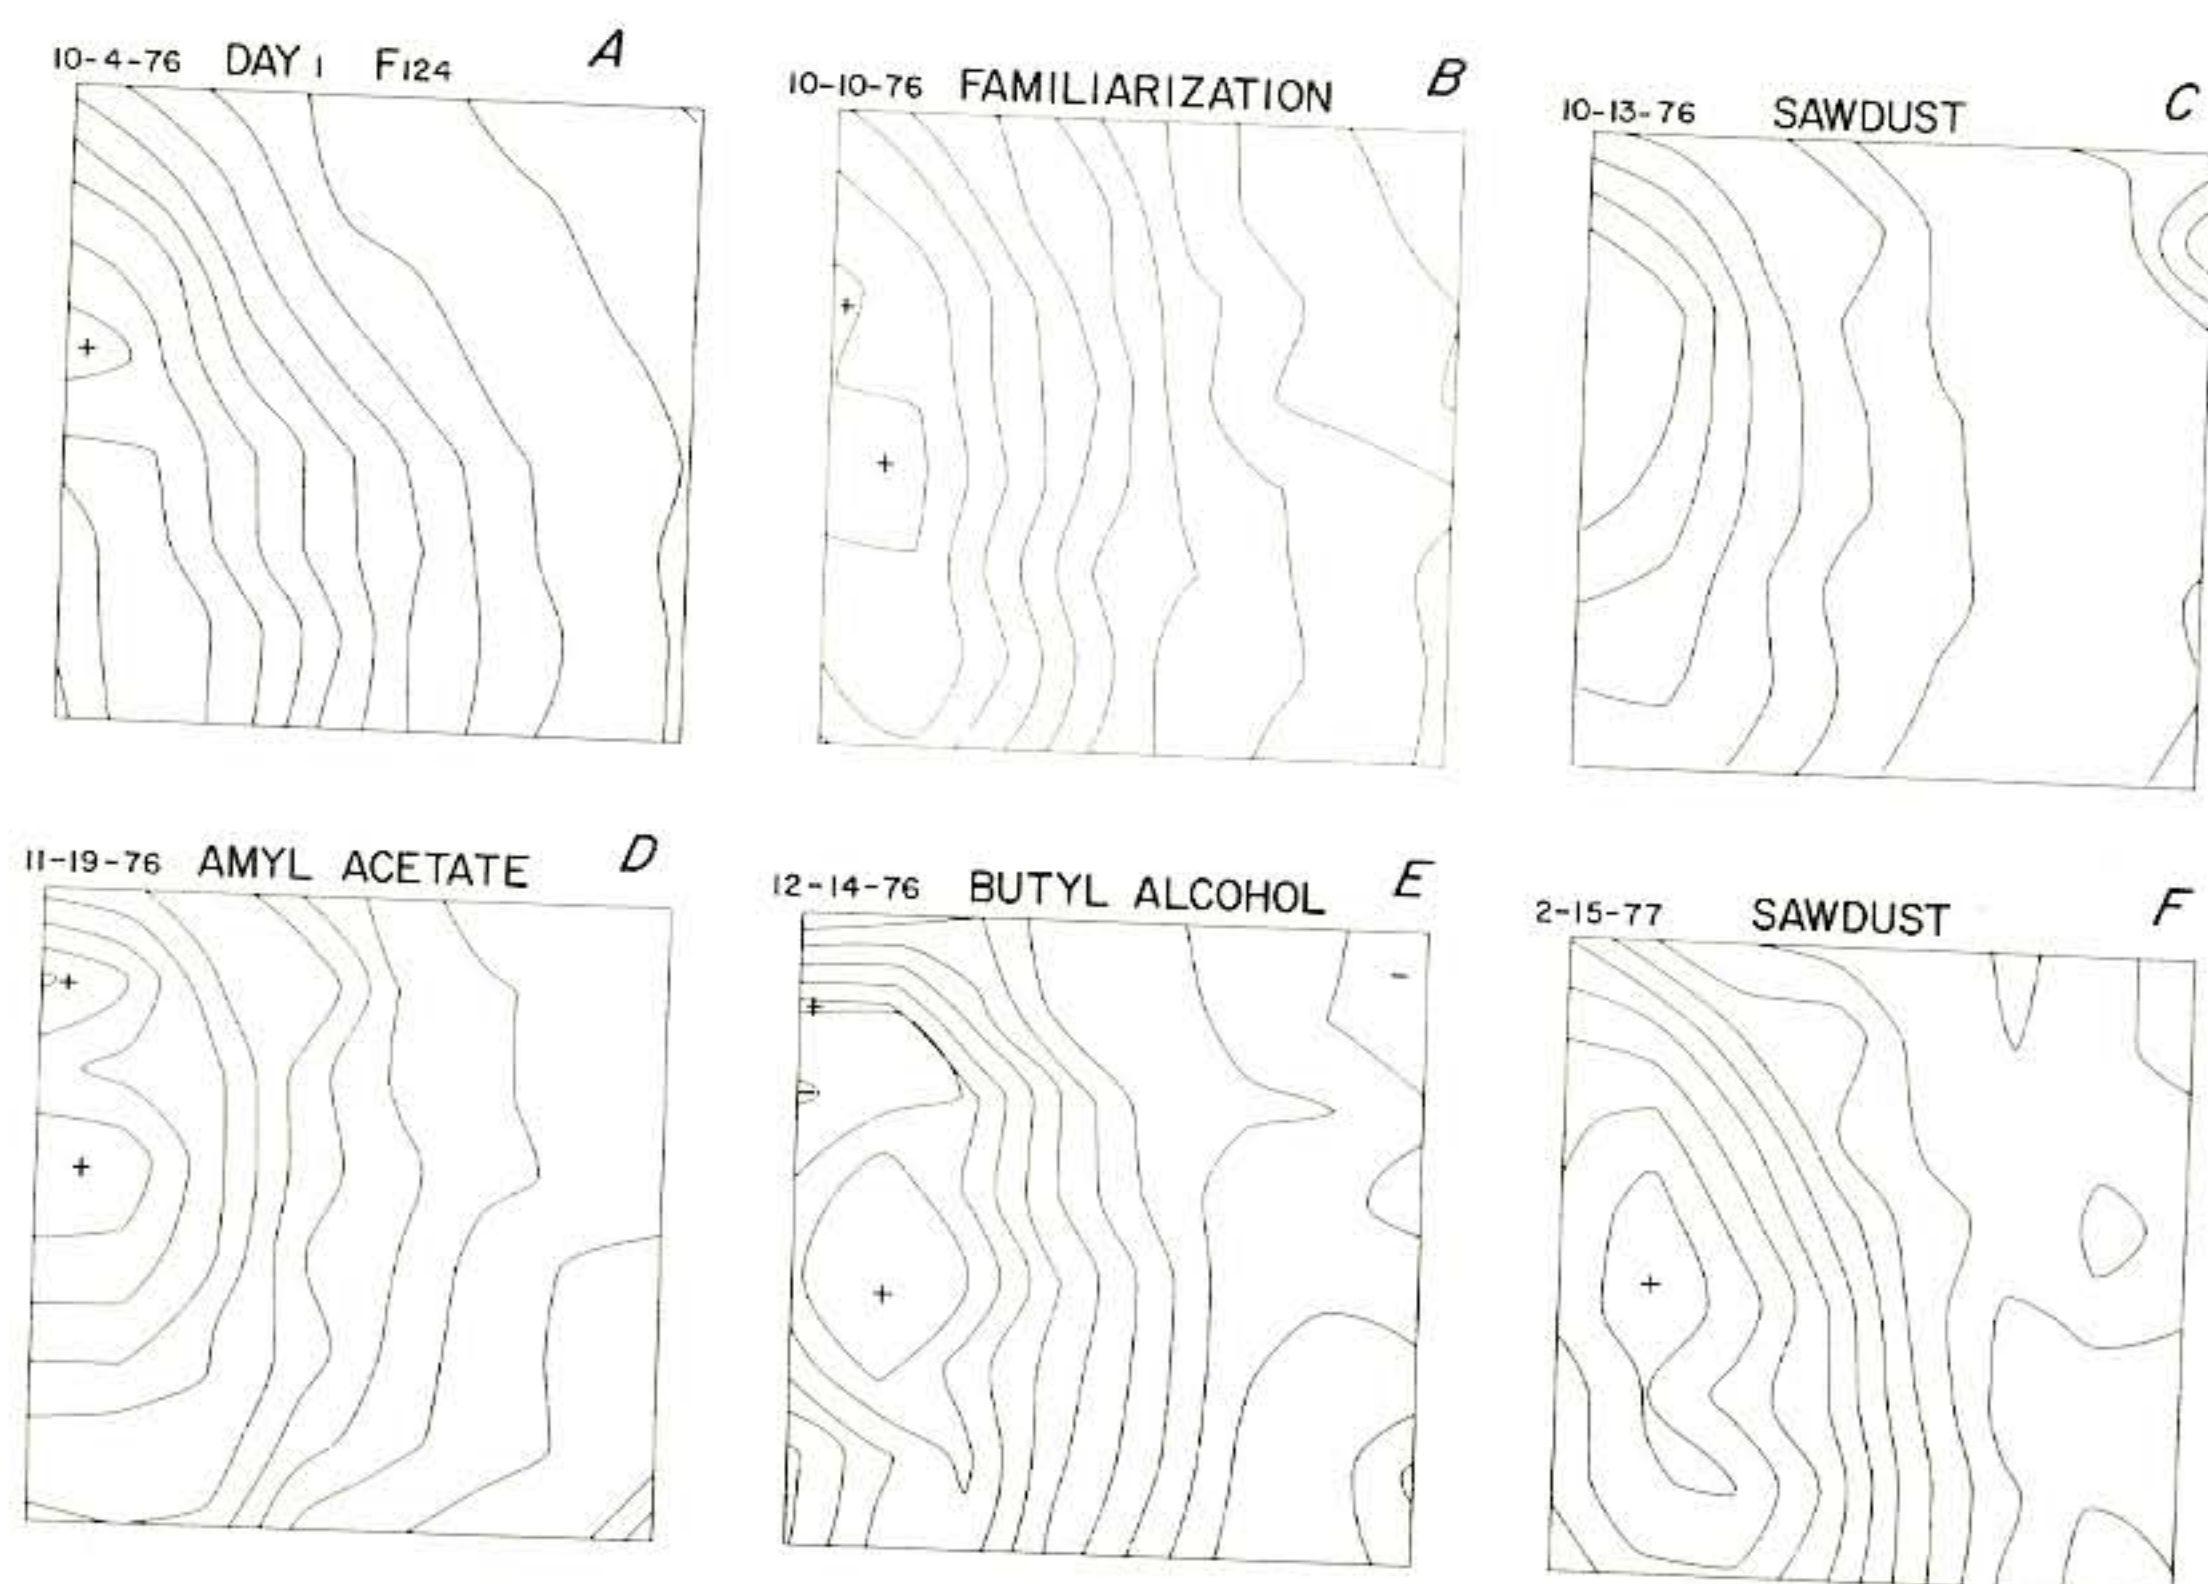 10-4-76 DAY 1 F124 A
10-10-76 FAMILIARIZATION B
10-13-76 SAWDUST C
+
+
+
11-19-76 AMYL ACETATE D
12-14-76 BUTYL ALCOHOL E
2-15-77 SAWDUST F
+
+
-
+
+
+